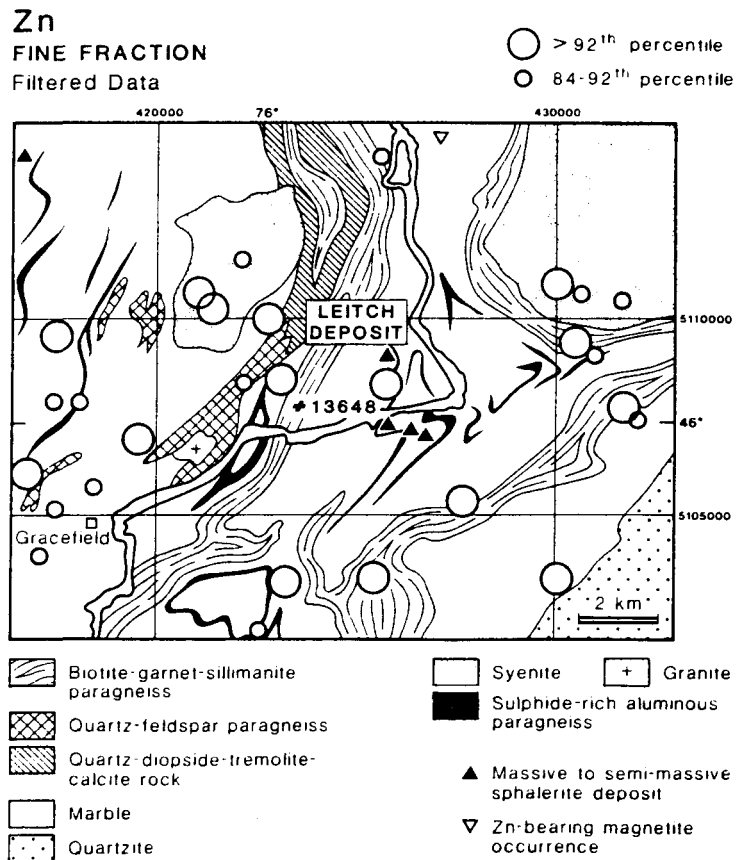 Zn
FINE FRACTION
Filtered Data
> 92th percentile
84-92th percentile
420000 76° 430000
LEITCH
DEPOSIT
5110000
13648
46°
5105000
Gracefield
2 km
Biotite-garnet-sillimanite
paragneiss
Quartz-feldspar paragneiss
Quartz-diopside-tremolite-
calcite rock
Marble
Quartzite
Syenite
+ Granite
Sulphide-rich aluminous
paragneiss
Massive to semi-massive
sphalerite deposit
Zn-bearing magnetite
occurrence